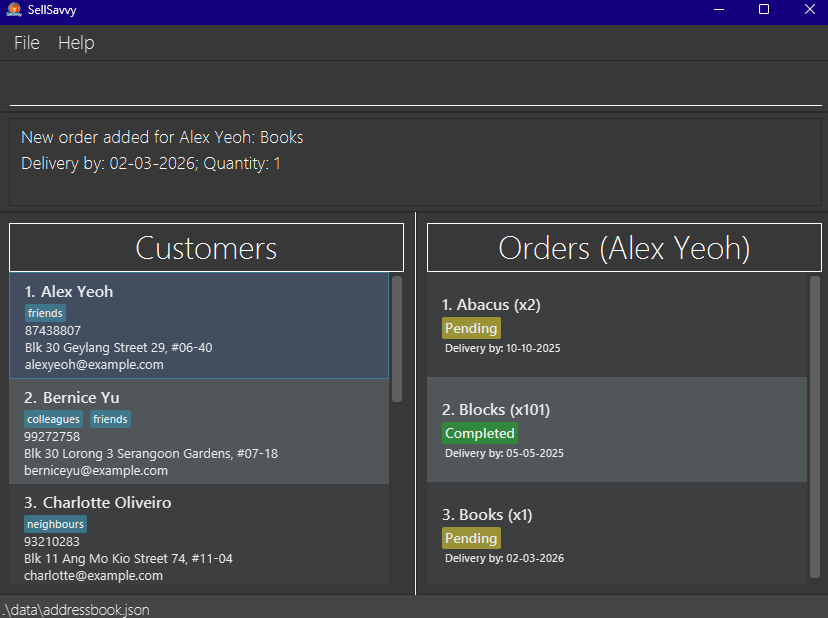 SellSavvy
File Help
New order added for Alex Yeoh: Books
Delivery by: 02-03-2026; Quantity: 1
Customers
1. Alex Yeoh
friends
87438807
Blk 30 Geylang Street 29, #06-40
alexyeoh@example.com
2. Bernice Yu
colleagues friends
99272758
Blk 30 Lorong 3 Serangoon Gardens, #07-18
berniceyu@example.com
3. Charlotte Oliveiro
neighbours
93210283
Blk 11 Ang Mo Kio Street 74, #11-04
charlotte@example.com
Orders (Alex Yeoh)
1. Abacus (x2)
Pending
Delivery by: 10-10-2025
2. Blocks (x101)
Completed
Delivery by: 05-05-2025
3. Books (x1)
Pending
Delivery by: 02-03-2026
.\data\addressbook.json